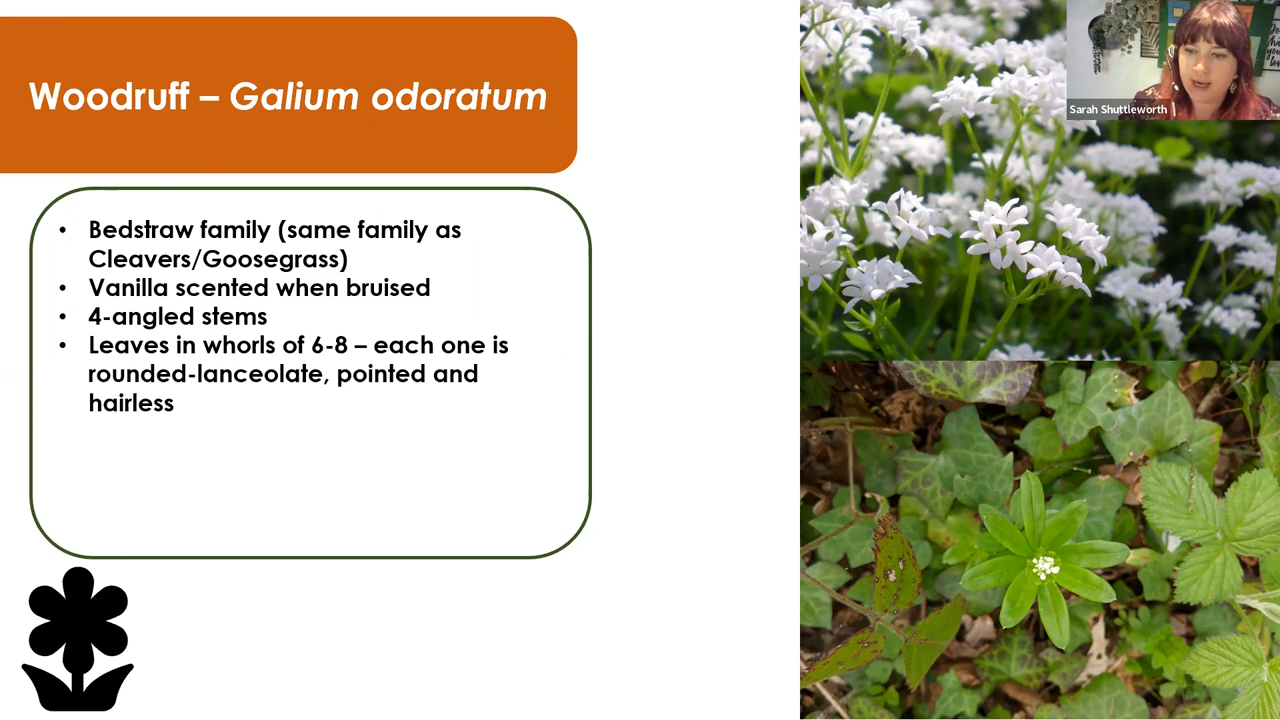 Woodruff – Galium odoratum
Sarah Shuttleworth
• Bedstraw family (same family as
Cleavers/Goosegrass)
• Vanilla scented when bruised
• 4-angled stems
• Leaves in whorls of 6-8 – each one is
rounded-lanceolate, pointed and
hairless